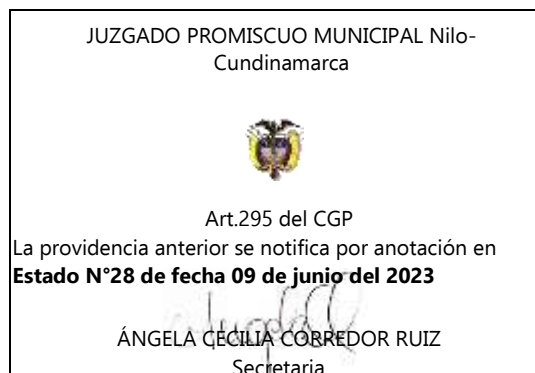 JUZGADO PROMISCUO MUNICIPAL Nilo-
Cundinamarca
Art.295 del CGP
La providencia anterior se notifica por anotación en
Estado N°28 de fecha 09 de junio del 2023
ÁNGELA CECILIA CORREDOR RUIZ
Secretaria